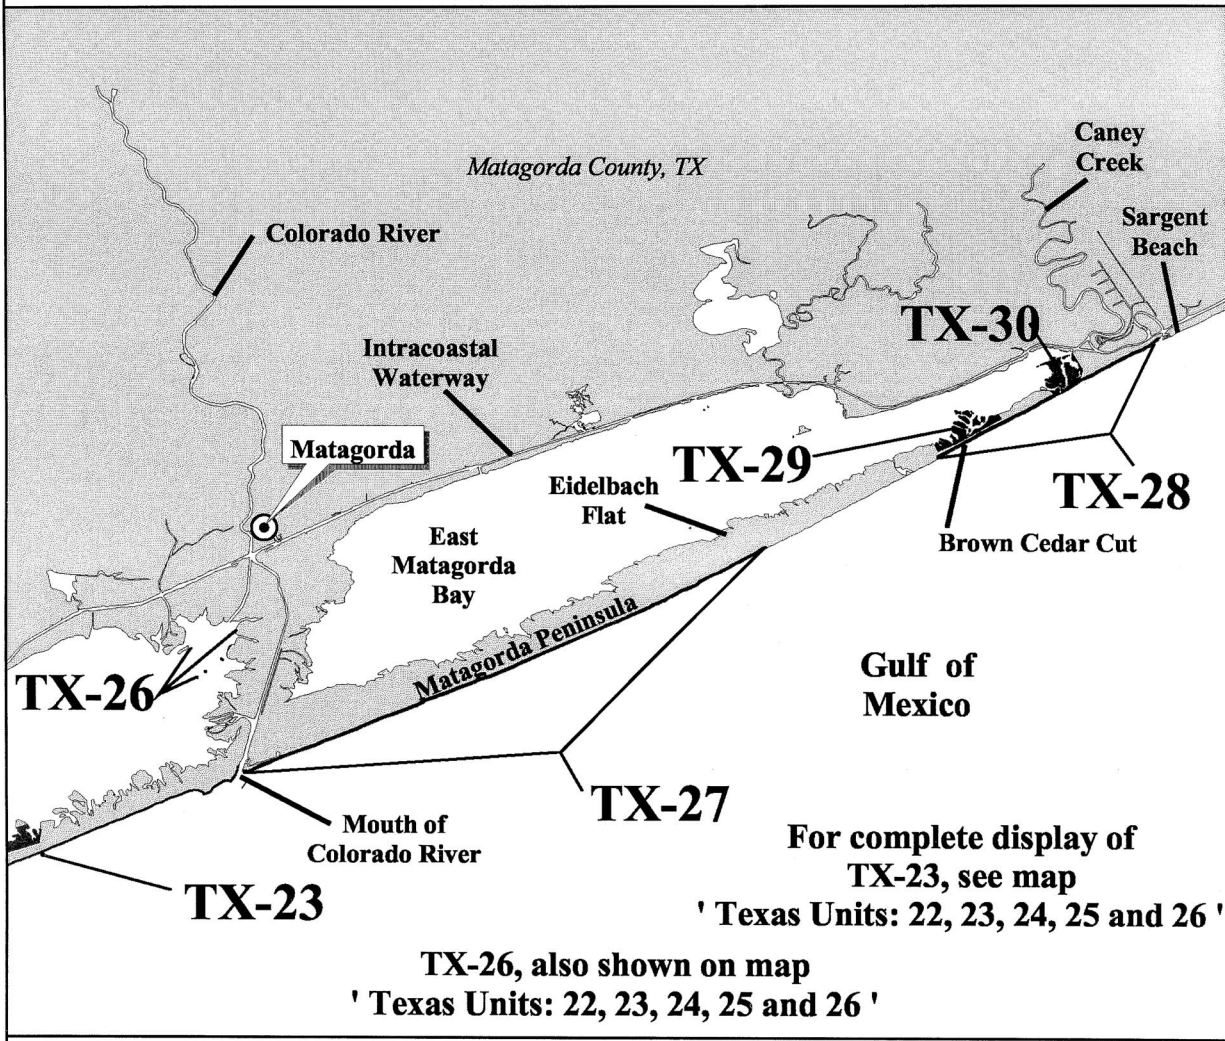 Caney
Creek
Matagorda County, TX
Sargent
Beach
Colorado River
TX-30
Intracoastal
Waterway
Matagorda
TX-29
Eidelbach
Flat
TX-28
East
Matagorda
Bay
Brown Cedar Cut
Matagorda Peninsula
Gulf of
Mexico
TX-26
TX-27
Mouth of
Colorado River
TX-23
For complete display of
TX-23, see map
' Texas Units: 22, 23, 24, 25 and 26 '
TX-26, also shown on map
' Texas Units: 22, 23, 24, 25 and 26 '